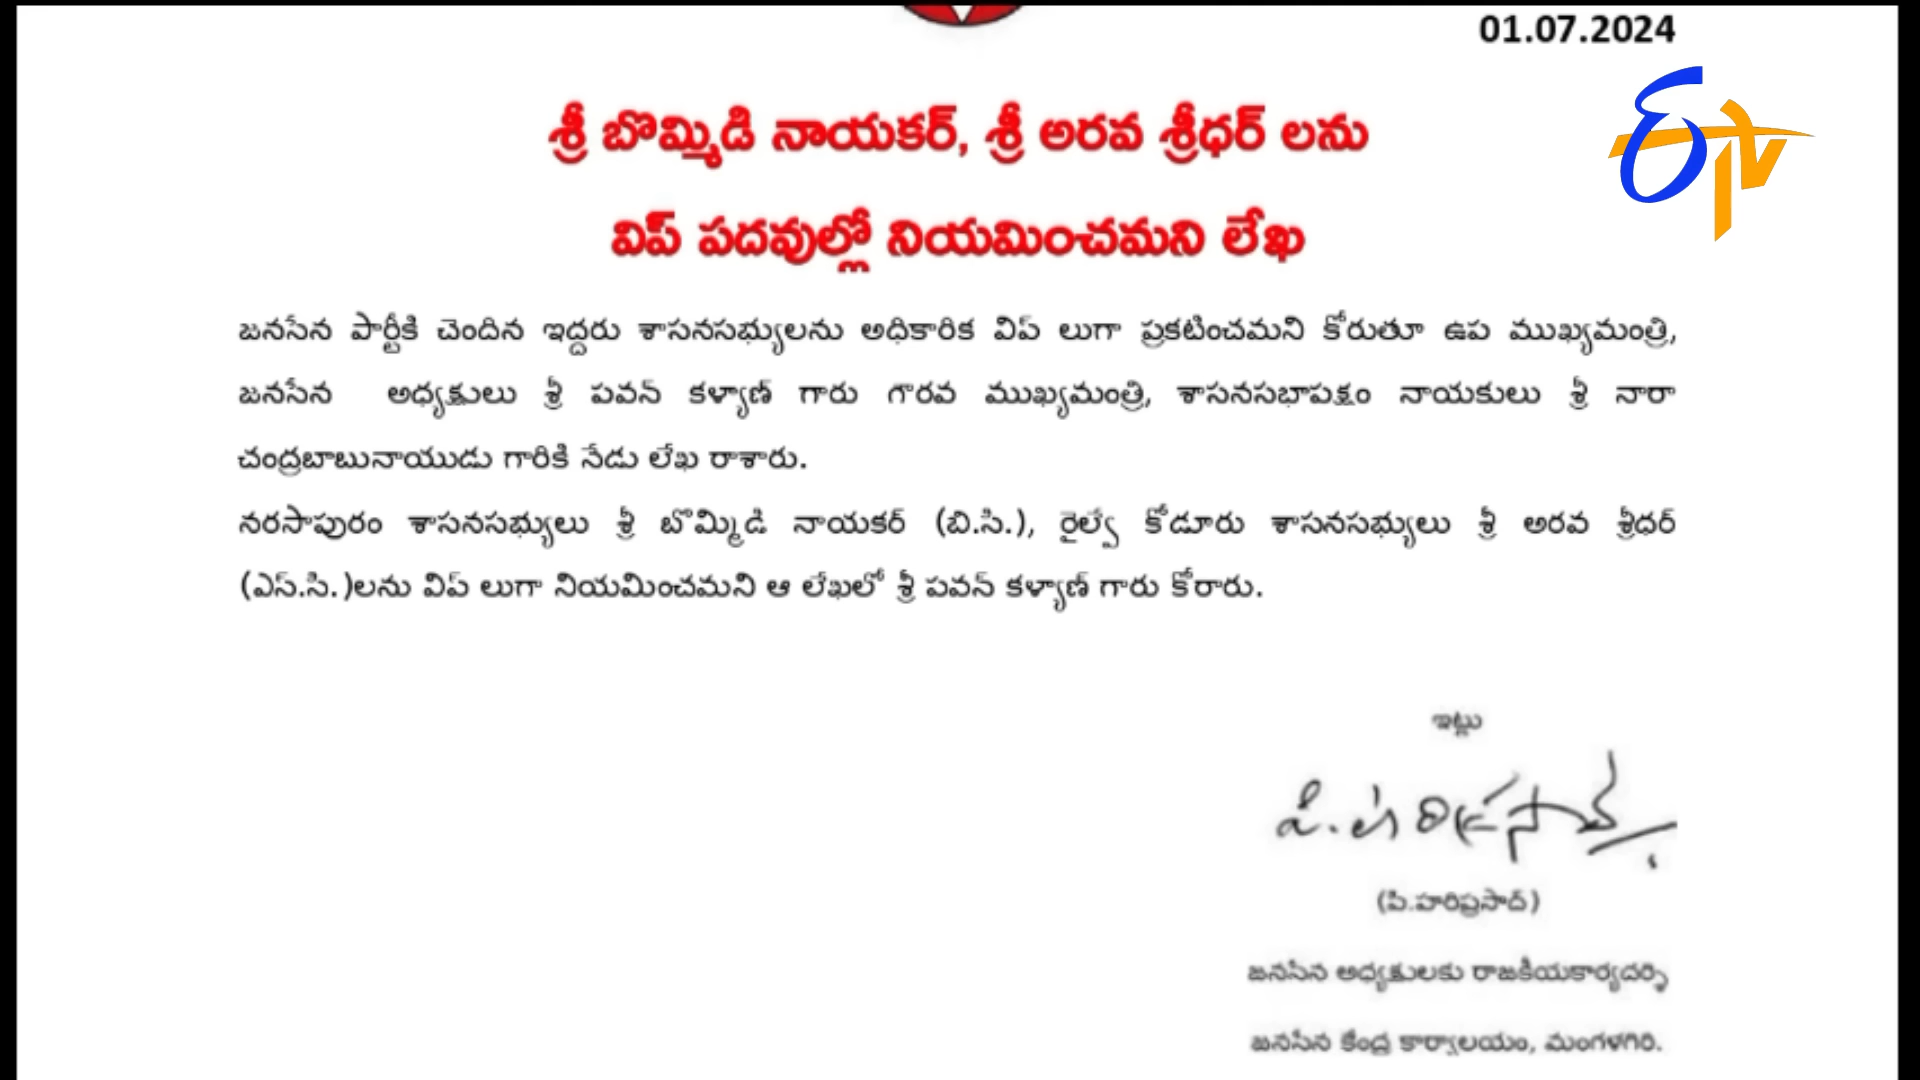 01.07.2024
ETV
శ్రీ బొమ్మిడి నాయకర్, శ్రీ అరవ శ్రీధర్ లను
విప్ పదవుల్లో నియమించమని లేఖ
జనసేన పార్టీకి చెందిన ఇద్దరు శాసనసభ్యులను అధికారిక విప్ లుగా ప్రకటించమని కోరుతూ ఉప ముఖ్యమంత్రి,
జనసేన అధ్యక్షులు శ్రీ పవన్ కళ్యాణ్ గారు గౌరవ ముఖ్యమంత్రి, శాసనసభాపక్షం నాయకులు శ్రీ నారా
చంద్రబాబునాయుడు గారికి నేడు లేఖ రాశారు.
నరసాపురం శాసనసభ్యులు శ్రీ బొమ్మిడి నాయకర్ (బి.సి.), రైల్వే కోడూరు శాసనసభ్యులు శ్రీ అరవ శ్రీధర్
(ఎస్.సి.)లను విప్ లుగా నియమించమని ఆ లేఖలో శ్రీ పవన్ కళ్యాణ్ గారు కోరారు.
ఇట్లు
పి. హరిప్రసాద్
(పి.హరిప్రసాద్)
జనసేన అధ్యక్షులకు రాజకీయకార్యదర్శి
జనసేన కేంద్ర కార్యాలయం, మంగళగిరి.